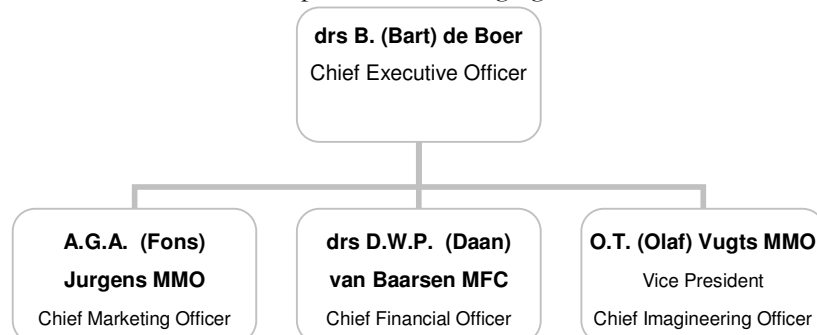 drs B. (Bart) de Boer
Chief Executive Officer
A.G.A. (Fons)
Jurgens MMO
Chief Marketing Officer
drs D.W.P. (Daan)
van Baarsen MFC
Chief Financial Officer
O.T. (Olaf) Vugts MMO
Vice President
Chief Imagineering Officer